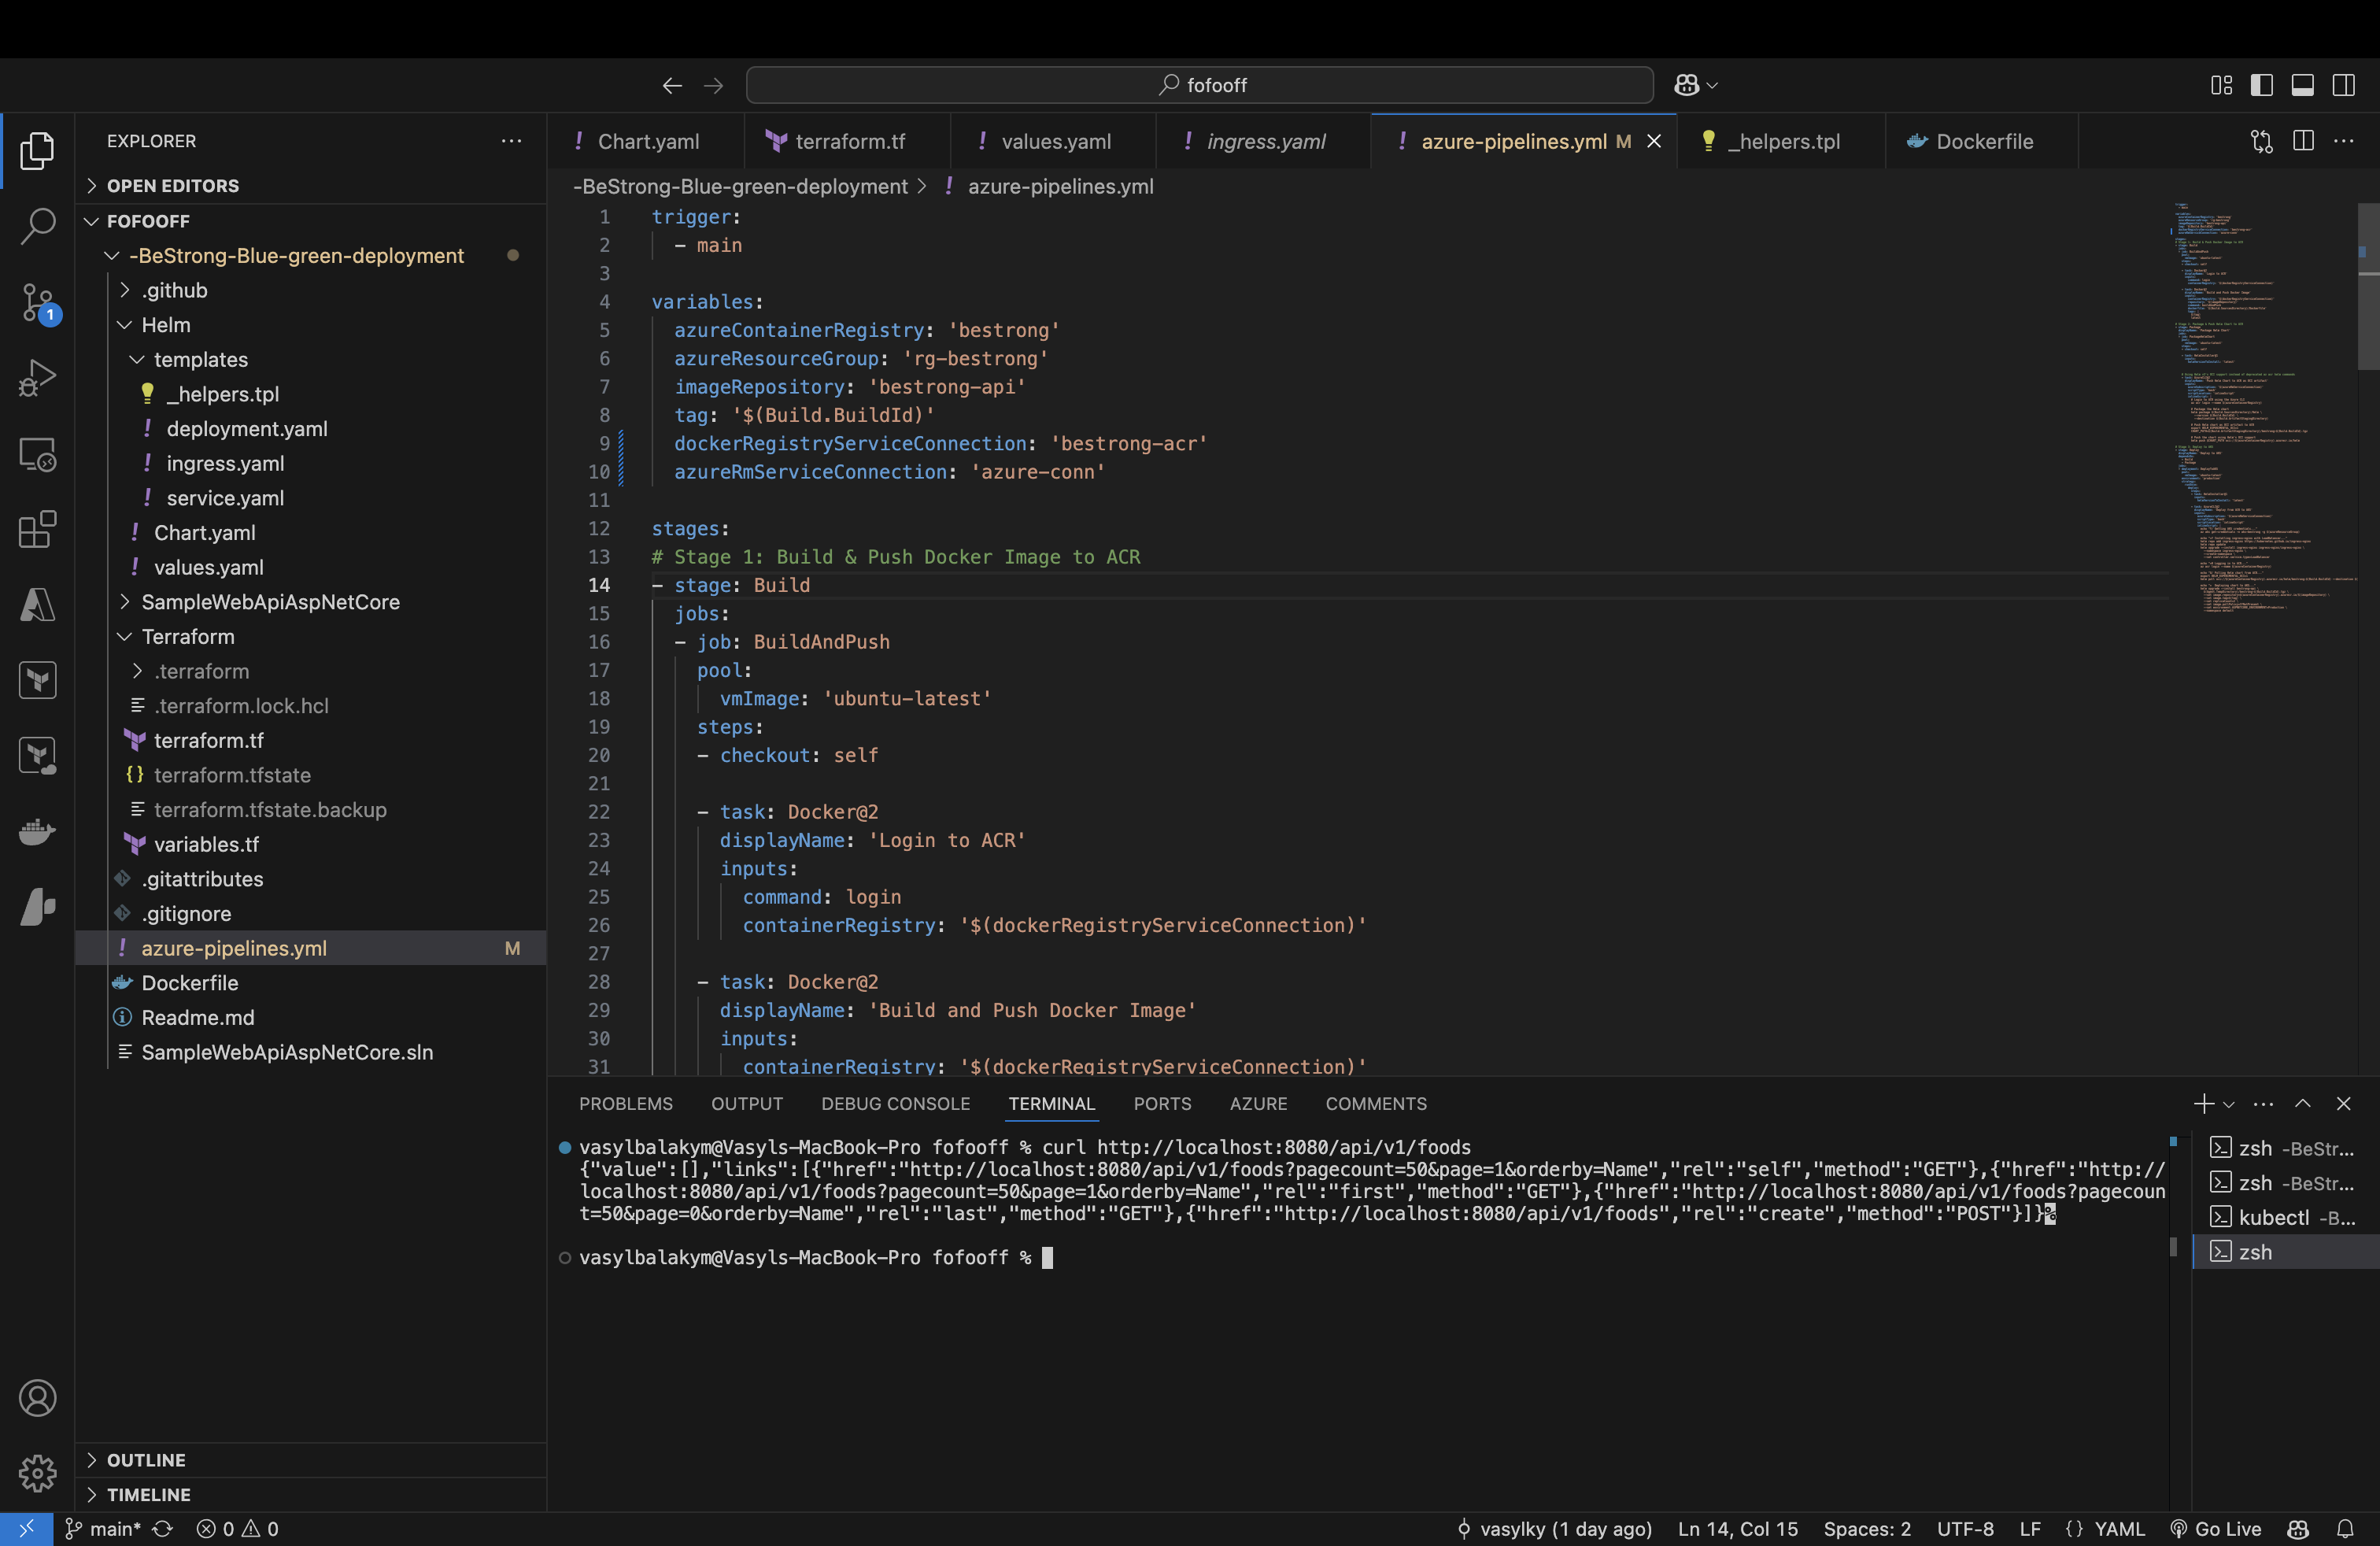 fofooff
EXPLORER
OPEN EDITORS
FOFOOFF
-BeStrong-Blue-green-deployment
.github
Helm
templates
_helpers.tpl
deployment.yaml
ingress.yaml
service.yaml
Chart.yaml
values.yaml
SampleWebApiAspNetCore
Terraform
.terraform
.terraform.lock.hcl
terraform.tf
terraform.tfstate
terraform.tfstate.backup
variables.tf
.gitattributes
.gitignore
azure-pipelines.yml M
Dockerfile
Readme.md
SampleWebApiAspNetCore.sln
OUTLINE
TIMELINE
1
Chart.yaml terraform.tf values.yaml ingress.yaml azure-pipelines.yml M _helpers.tpl Dockerfile
-BeStrong-Blue-green-deployment > ! azure-pipelines.yml
1 trigger:
2 - main
3
4 variables:
5 azureContainerRegistry: 'bestrong'
6 azureResourceGroup: 'rg-bestrong'
7 imageRepository: 'bestrong-api'
8 tag: '$(Build.BuildId)'
9 dockerRegistryServiceConnection: 'bestrong-acr'
10 azureRmServiceConnection: 'azure-conn'
11
12 stages:
13 # Stage 1: Build & Push Docker Image to ACR
14 - stage: Build
15 jobs:
16 - job: BuildAndPush
17 pool:
18 vmImage: 'ubuntu-latest'
19 steps:
20 - checkout: self
21
22 - task: Docker@2
23 displayName: 'Login to ACR'
24 inputs:
25 command: login
26 containerRegistry: '$(dockerRegistryServiceConnection)'
27
28 - task: Docker@2
29 displayName: 'Build and Push Docker Image'
30 inputs:
31 containerRegistry: '$(dockerRegistryServiceConnection)'
PROBLEMS OUTPUT DEBUG CONSOLE TERMINAL PORTS AZURE COMMENTS
vasylbalakym@Vasyls-MacBook-Pro fofooff % curl http://localhost:8080/api/v1/foods
{"value":[],"links":[{"href":"http://localhost:8080/api/v1/foods?pagecount=50&page=1&orderby=Name","rel":"self","method":"GET"},{"href":"http://
localhost:8080/api/v1/foods?pagecount=50&page=1&orderby=Name","rel":"first","method":"GET"},{"href":"http://localhost:8080/api/v1/foods?pagecoun
t=50&page=0&orderby=Name","rel":"last","method":"GET"},{"href":"http://localhost:8080/api/v1/foods","rel":"create","method":"POST"}]}%
vasylbalakym@Vasyls-MacBook-Pro fofooff %
zsh -BeStr...
zsh -BeStr...
kubectl -B...
zsh
main* 0 0 vasylky (1 day ago) Ln 14, Col 15 Spaces: 2 UTF-8 LF {} YAML Go Live